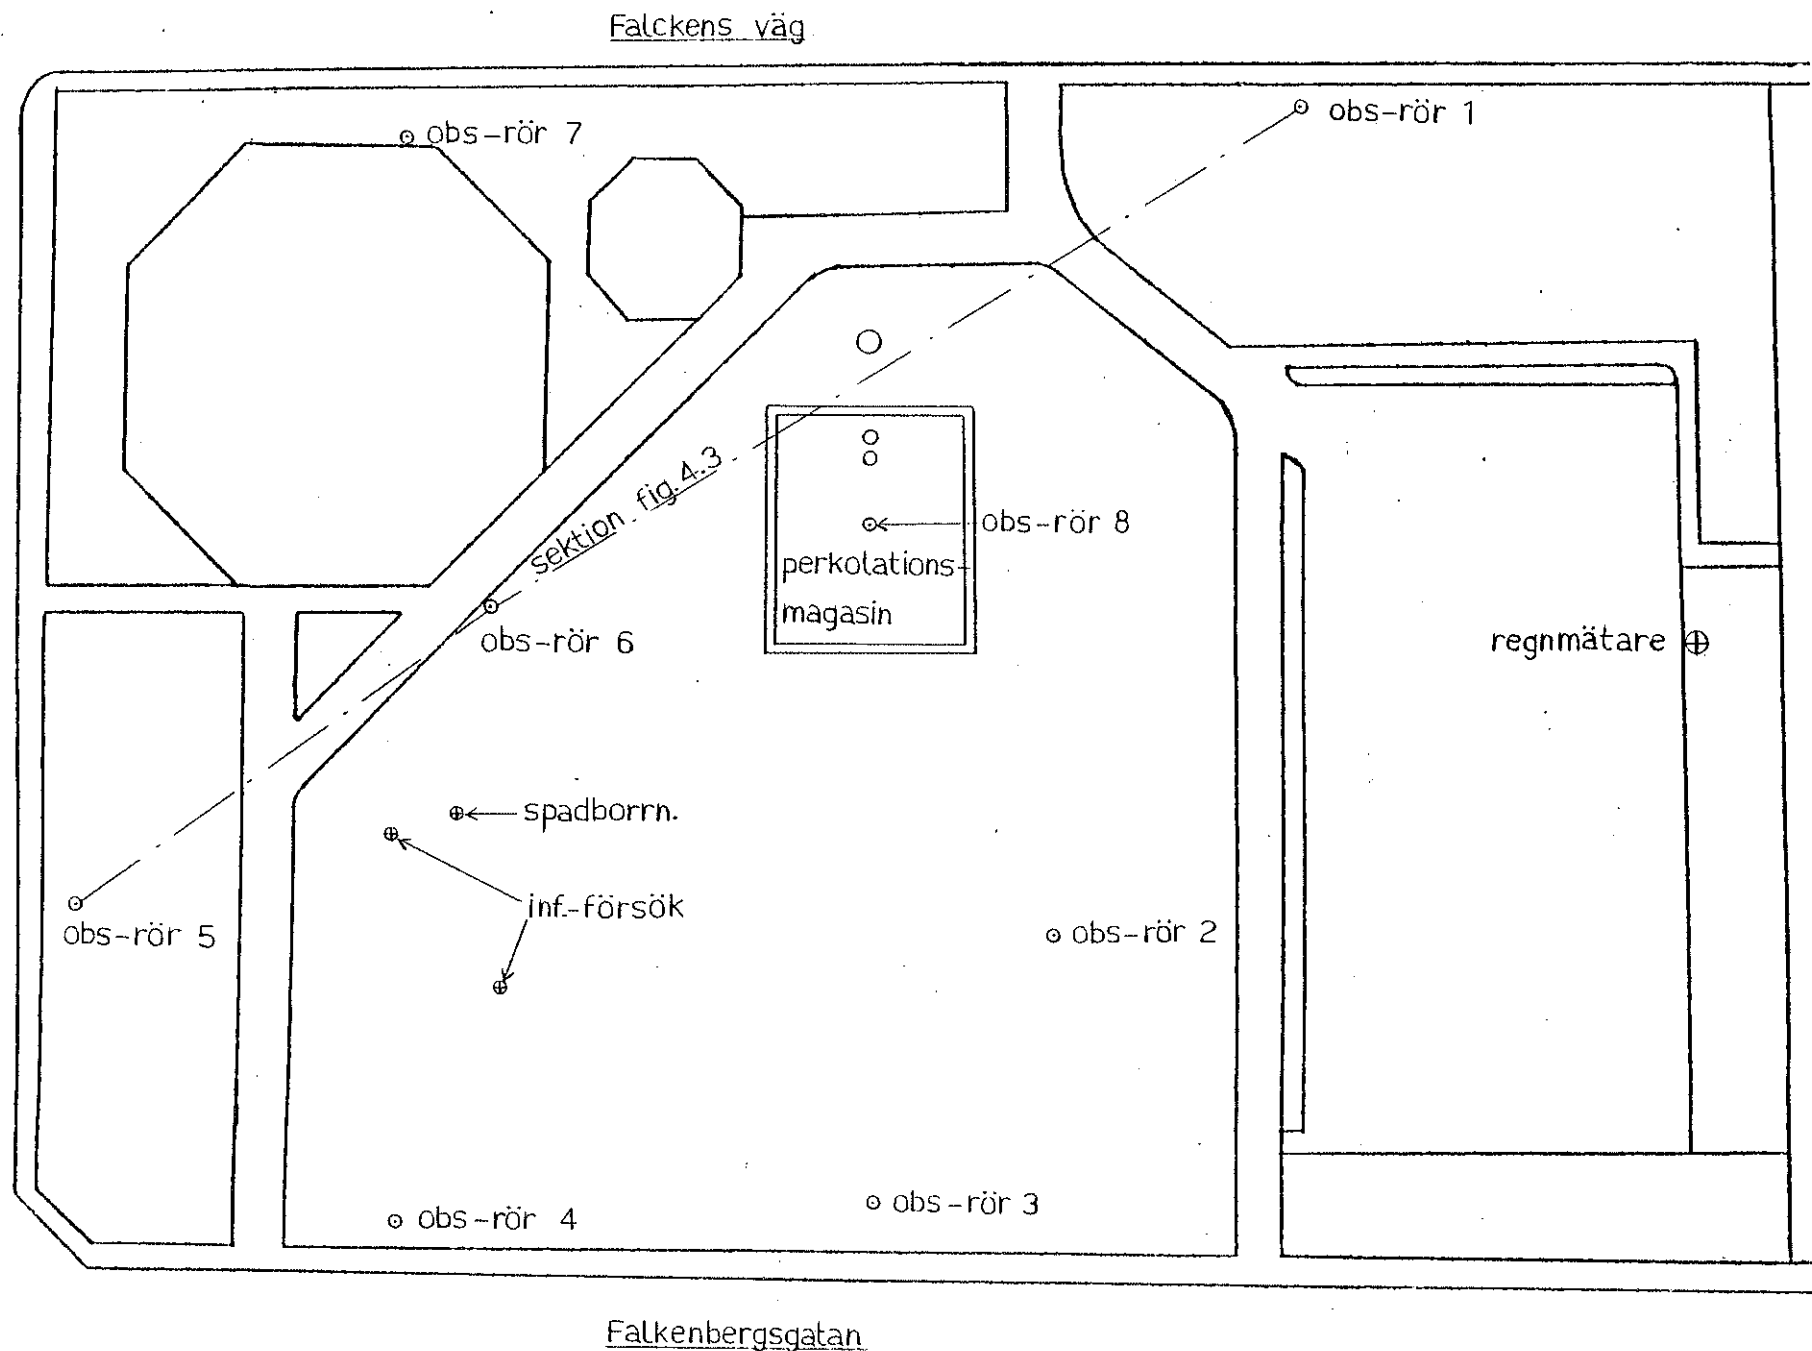 Falckens väg
obs-rör 1
obs-rör 7
sektion fig. 4.3
obs-rör 8
perkolations-
magasin
obs-rör 6
regnmätare
spadborrn.
inf.-försök
obs-rör 5
obs-rör 2
obs-rör 3
obs-rör 4
Falkenbergsgatan